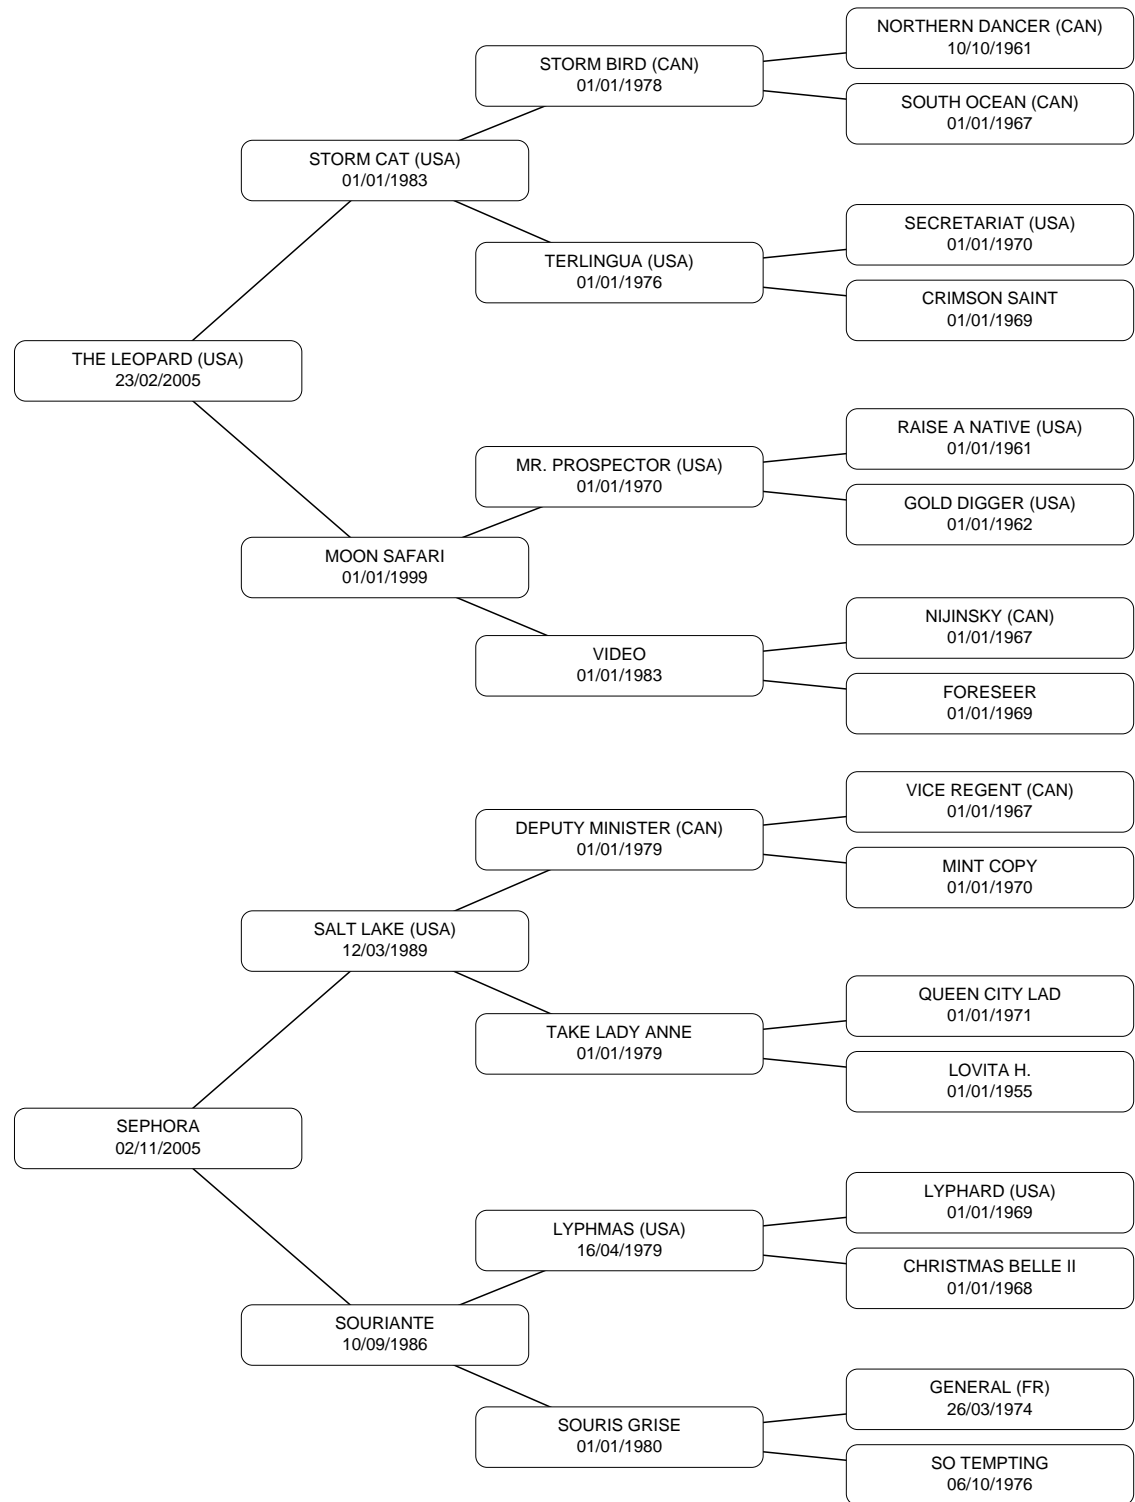 NORTHERN DANCER (CAN)
10/10/1961
STORM BIRD (CAN)
01/01/1978
SOUTH OCEAN (CAN)
01/01/1967
STORM CAT (USA)
01/01/1983
SECRETARIAT (USA)
01/01/1970
TERLINGUA (USA)
01/01/1976
CRIMSON SAINT
01/01/1969
THE LEOPARD (USA)
23/02/2005
RAISE A NATIVE (USA)
01/01/1961
MR. PROSPECTOR (USA)
01/01/1970
GOLD DIGGER (USA)
01/01/1962
MOON SAFARI
01/01/1999
NIJINSKY (CAN)
01/01/1967
VIDEO
01/01/1983
FORESEER
01/01/1969
VICE REGENT (CAN)
01/01/1967
DEPUTY MINISTER (CAN)
01/01/1979
MINT COPY
01/01/1970
SALT LAKE (USA)
12/03/1989
QUEEN CITY LAD
01/01/1971
TAKE LADY ANNE
01/01/1979
LOVITA H.
01/01/1955
SEPHORA
02/11/2005
LYPHARD (USA)
01/01/1969
LYPHMAS (USA)
16/04/1979
CHRISTMAS BELLE II
01/01/1968
SOURIANTE
10/09/1986
GENERAL (FR)
26/03/1974
SOURIS GRISE
01/01/1980
SO TEMPTING
06/10/1976